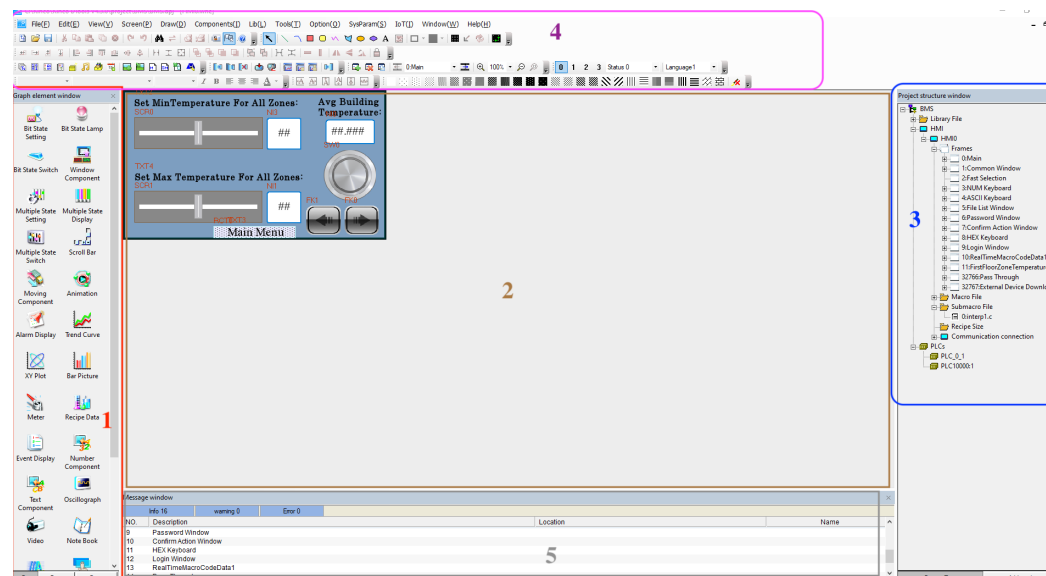 File(F) Edit(E) View(V) Screen(P) Draw(D) Components(J) Lib(L) Tools(T) Option(O) SysParam(S) IoT(I) Window(W) Help(H)
4
0:Main
100%
0 1 2 3 Status 0 Language1
B I A
Graph element window
Bit State Setting
Bit State Lamp
Bit State Switch
Window Component
Multiple State Setting
Multiple State Display
Multiple State Switch
Scroll Bar
Moving Component
Animation
Alarm Display
Trend Curve
XY Plot
Bar Picture
Meter
Recipe Data
1
Event Display
Number Component
Text Component
Oscillograph
Video
Note Book
Set MinTemperature For All Zones:
SCR0
NI0
##
Avg Building
Temperature:
##.###
TXT4
Set Max Temperature For All Zones:
SCR1
NI1
##
FK1
FK0
Main Menu
2
Message window
Info 16 warning 0 Error 0
NO. Description Location Name
9 Password Window
10 Confirm Action Window
11 HEX Keyboard
12 Login Window
13 RealTimeMacroCodeData1
5
Project structure window
BMS
Library File
HMI
HMI0
Frames
0:Main
1:Common Window
2:Fast Selection
3:NUM Keyboard
4:ASCII Keyboard
5:File List Window
6:Password Window
7:Confirm Action Window
8:HEX Keyboard
9:Login Window
10:RealTimeMacroCodeData1
11:FirstFloorZoneTemperature
32766:Pass Through
32767:External Device Downlo
Macro File
Submacro File
0:interp1.c
Recipe Size
Communication connection
PLCs
PLC_0_1
PLC10000:1
3